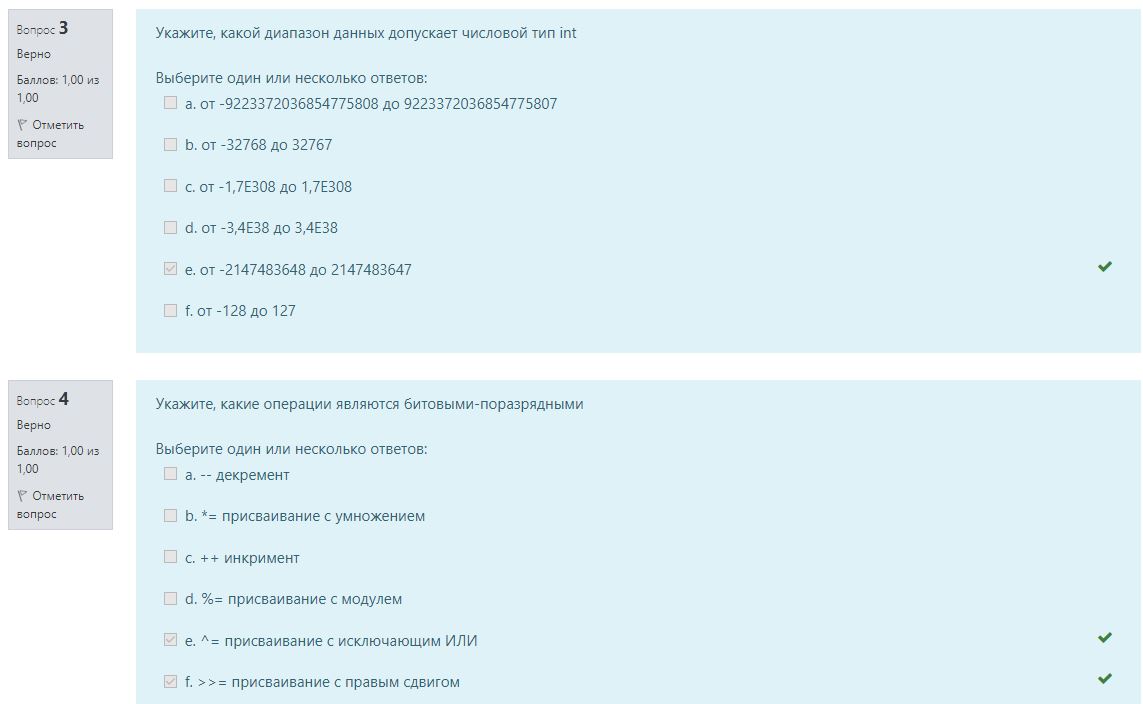 Вопрос 3
Верно
Баллов: 1,00 из
1,00
Отметить
вопрос
Укажите, какой диапазон данных допускает числовой тип int
Выберите один или несколько ответов:
a. от -9223372036854775808 до 9223372036854775807
b. от -32768 до 32767
c. от -1,7E308 до 1,7E308
d. от -3,4E38 до 3,4E38
e. от -2147483648 до 2147483647
f. от -128 до 127
Вопрос 4
Верно
Баллов: 1,00 из
1,00
Отметить
вопрос
Укажите, какие операции являются битовыми-поразрядными
Выберите один или несколько ответов:
a. -- декремент
b. *= присваивание с умножением
c. ++ инкримент
d. %= присваивание с модулем
e. ^= присваивание с исключающим ИЛИ
f. >>= присваивание с правым сдвигом